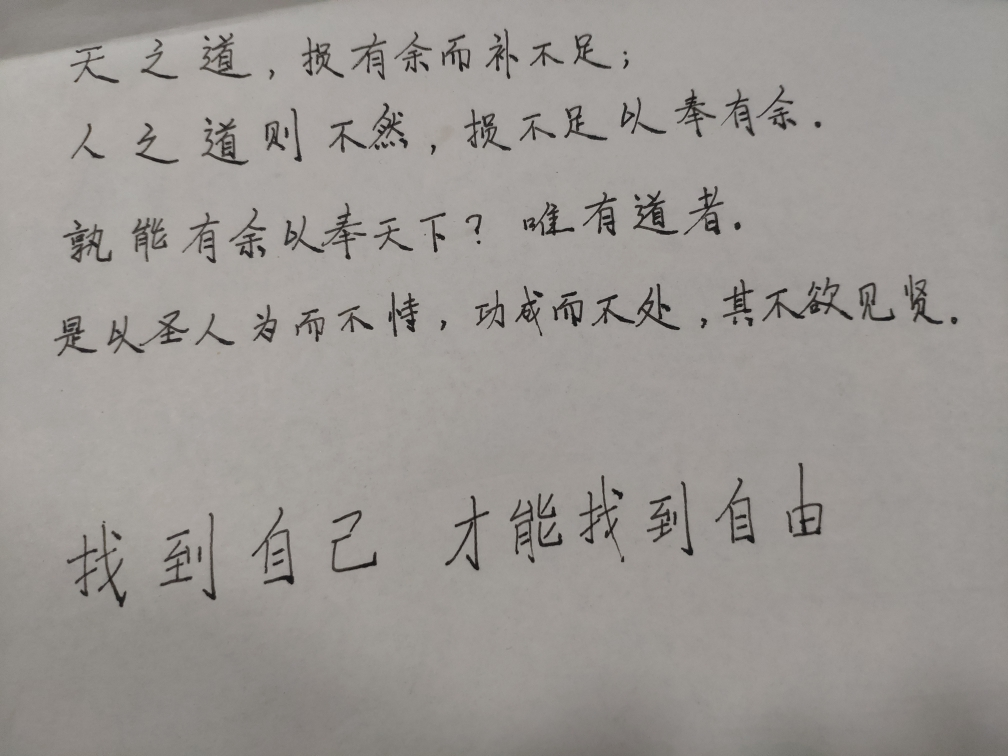 天之道，损有余而补不足；
人之道则不然，损不足以奉有余．
孰能有余以奉天下？唯有道者。
是以圣人为而不恃，功成而不处，其不欲见贤。
找到自己 才能找到自由